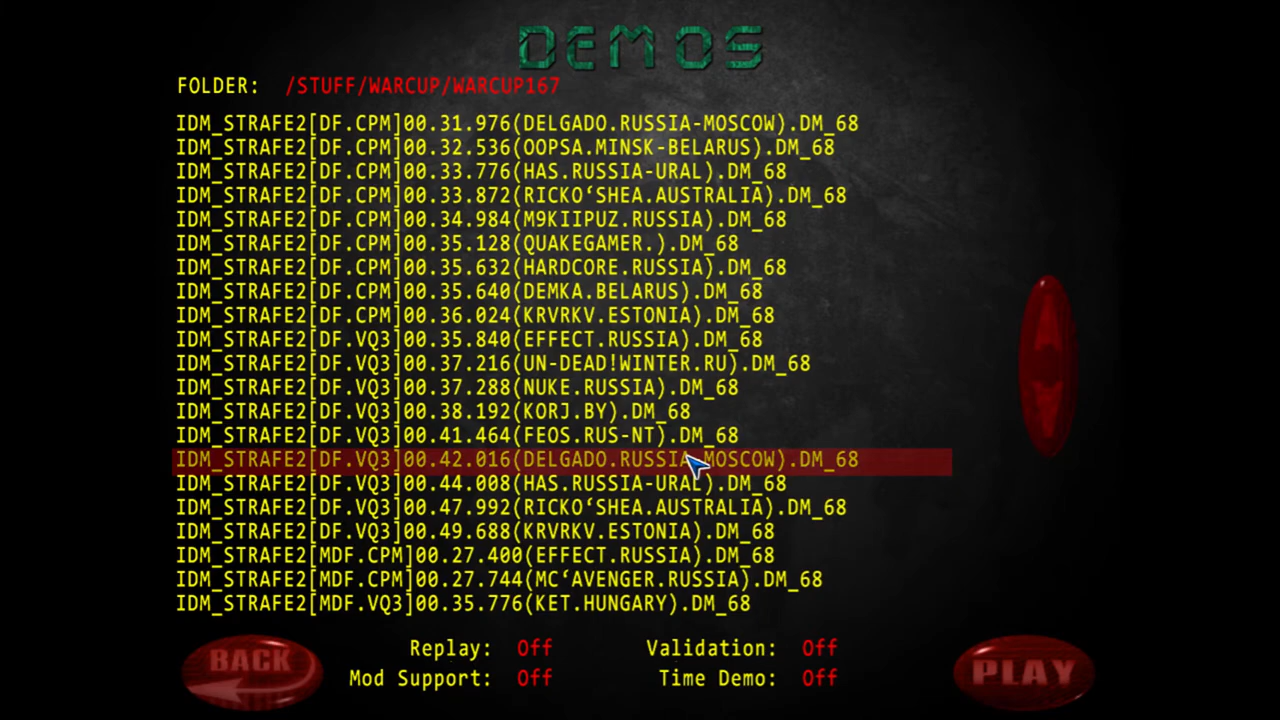 DEMOS
FOLDER: /STUFF/WARCUP/WARCUP167
IDM_STRAFE2[DF.CPM]00.31.976(DELGADO.RUSSIA-MOSCOW).DM_68
IDM_STRAFE2[DF.CPM]00.32.536(OOPSA.MINSK-BELARUS).DM_68
IDM_STRAFE2[DF.CPM]00.33.776(HAS.RUSSIA-URAL).DM_68
IDM_STRAFE2[DF.CPM]00.33.872(RICKO‘SHEA.AUSTRALIA).DM_68
IDM_STRAFE2[DF.CPM]00.34.984(M9KIIPUZ.RUSSIA).DM_68
IDM_STRAFE2[DF.CPM]00.35.128(QUAKEGAMER.).DM_68
IDM_STRAFE2[DF.CPM]00.35.632(HARDCORE.RUSSIA).DM_68
IDM_STRAFE2[DF.CPM]00.35.640(DEMKA.BELARUS).DM_68
IDM_STRAFE2[DF.CPM]00.36.024(KRVRKV.ESTONIA).DM_68
IDM_STRAFE2[DF.VQ3]00.35.840(EFFECT.RUSSIA).DM_68
IDM_STRAFE2[DF.VQ3]00.37.216(UN-DEAD!WINTER.RU).DM_68
IDM_STRAFE2[DF.VQ3]00.37.288(NUKE.RUSSIA).DM_68
IDM_STRAFE2[DF.VQ3]00.38.192(KORJ.BY).DM_68
IDM_STRAFE2[DF.VQ3]00.41.464(FEOS.RUS-NT).DM_68
IDM_STRAFE2[DF.VQ3]00.42.016(DELGADO.RUSSIA-MOSCOW).DM_68
IDM_STRAFE2[DF.VQ3]00.44.008(HAS.RUSSIA-URAL).DM_68
IDM_STRAFE2[DF.VQ3]00.47.992(RICKO‘SHEA.AUSTRALIA).DM_68
IDM_STRAFE2[DF.VQ3]00.49.688(KRVRKV.ESTONIA).DM_68
IDM_STRAFE2[MDF.CPM]00.27.400(EFFECT.RUSSIA).DM_68
IDM_STRAFE2[MDF.CPM]00.27.744(MC‘AVENGER.RUSSIA).DM_68
IDM_STRAFE2[MDF.VQ3]00.35.776(KET.HUNGARY).DM_68
Replay: Off Validation: Off
Mod Support: Off Time Demo: Off
BACK
PLAY